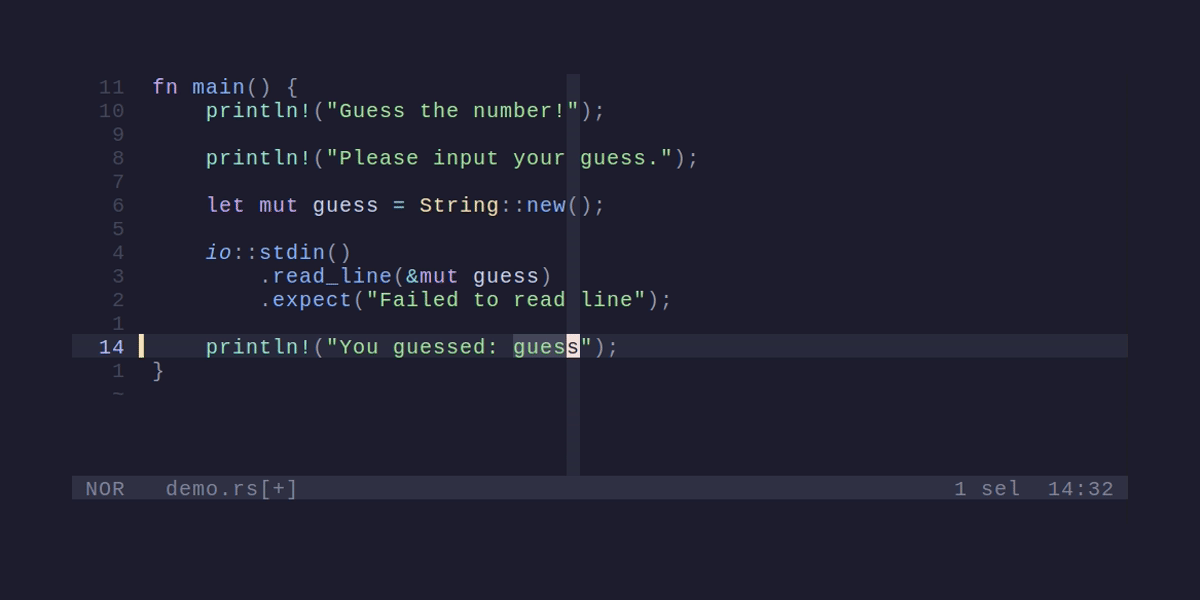 11 fn main() {
10     println!("Guess the number!");
9
8     println!("Please input your guess.");
7
6     let mut guess = String::new();
5
4     io::stdin()
3         .read_line(&mut guess)
2         .expect("Failed to read line");
1
14     println!("You guessed: guess");
1 }
~
NOR   demo.rs[+]   1 sel  14:32